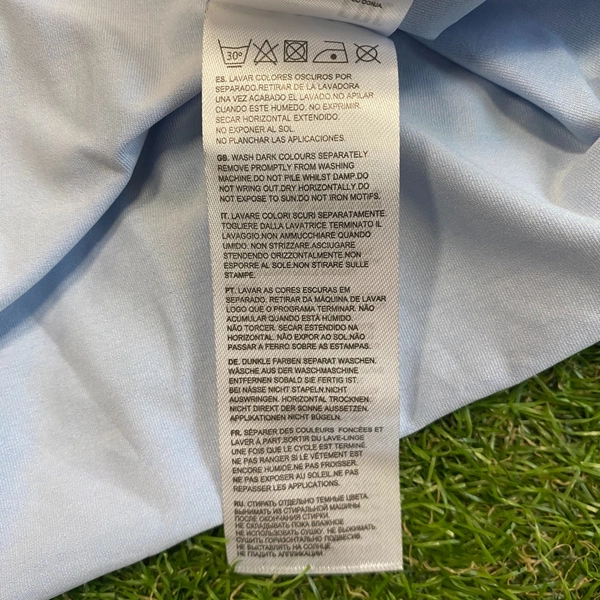 30°
ES. LAVAR COLORES OSCUROS POR
SEPARADO.RETIRAR DE LA LAVADORA
UNA VEZ ACABADO EL LAVADO.NO APILAR
CUANDO ESTÉ HÚMEDO. NO EXPRIMIR.
SECAR HORIZONTAL EXTENDIDO.
NO EXPONER AL SOL.
NO PLANCHAR LAS APLICACIONES.
GB. WASH DARK COLOURS SEPARATELY
REMOVE PROMPTLY FROM WASHING
MACHINE.DO NOT PILE WHILST DAMP.DO
NOT WRING OUT.DRY HORIZONTALLY.DO
NOT EXPOSE TO SUN.DO NOT IRON MOTIFS.
IT. LAVARE COLORI SCURI SEPARATAMENTE.
TOGLIERE DALLA LAVATRICE TERMINATO IL
LAVAGGIO.NON AMMUCCHIARE QUANDO
UMIDO. NON STRIZZARE.ASCIUGARE
STENDENDO ORIZZONTALMENTE.NON
ESPORRE AL SOLE.NON STIRARE SULLE
STAMPE.
PT. LAVAR AS CORES ESCURAS EM
SEPARADO. RETIRAR DA MÁQUINA DE LAVAR
LOGO QUE O PROGRAMA TERMINAR. NÃO
ACUMULAR QUANDO ESTÁ HÚMIDO.
NÃO TORCER. SECAR ESTENDIDO NA
HORIZONTAL. NÃO EXPOR AO SOL.NÃO
PASSAR A FERRO SOBRE AS ESTAMPAS.
DE. DUNKLE FARBEN SEPARAT WASCHEN.
WÄSCHE AUS DER WASCHMASCHINE
ENTFERNEN SOBALD SIE FERTIG IST.
BEI NÄSSE NICHT STAPELN.NICHT
AUSWRINGEN. HORIZONTAL TROCKNEN.
NICHT DIREKT DER SONNE AUSSETZEN.
APPLIKATIONEN NICHT BÜGELN.
FR. SÉPARER DES COULEURS FONCÉES ET
LAVER À PART.SORTIR DU LAVE-LINGE
UNE FOIS QUE LE CYCLE EST TERMINÉ.
NE PAS RANGER SI LE VÊTEMENT EST
ENCORE HUMIDE.NE PAS FROISSER.
NE PAS EXPOSER AU SOLEIL.NE PAS
REPASSER LES APPLICATIONS.
RU. СТИРАТЬ ОТДЕЛЬНО ТЕМНЫЕ ЦВЕТА.
ВЫНИМАТЬ ИЗ СТИРАЛЬНОЙ МАШИНЫ
ПОСЛЕ ОКОНЧАНИЯ СТИРКИ.
НЕ СКЛАДЫВАТЬ ПОКА ВЛАЖНОЕ
НЕ ИСПОЛЬЗОВАТЬ СУШКУ. НЕ ВЫЖИМАТЬ.
СУШИТЬ ГОРИЗОНТАЛЬНО ПОДВЕСИВ.
НЕ ВЫСТАВЛЯТЬ НА СОЛНЦЕ.
НЕ ГЛАДИТЬ АППЛИКАЦИИ